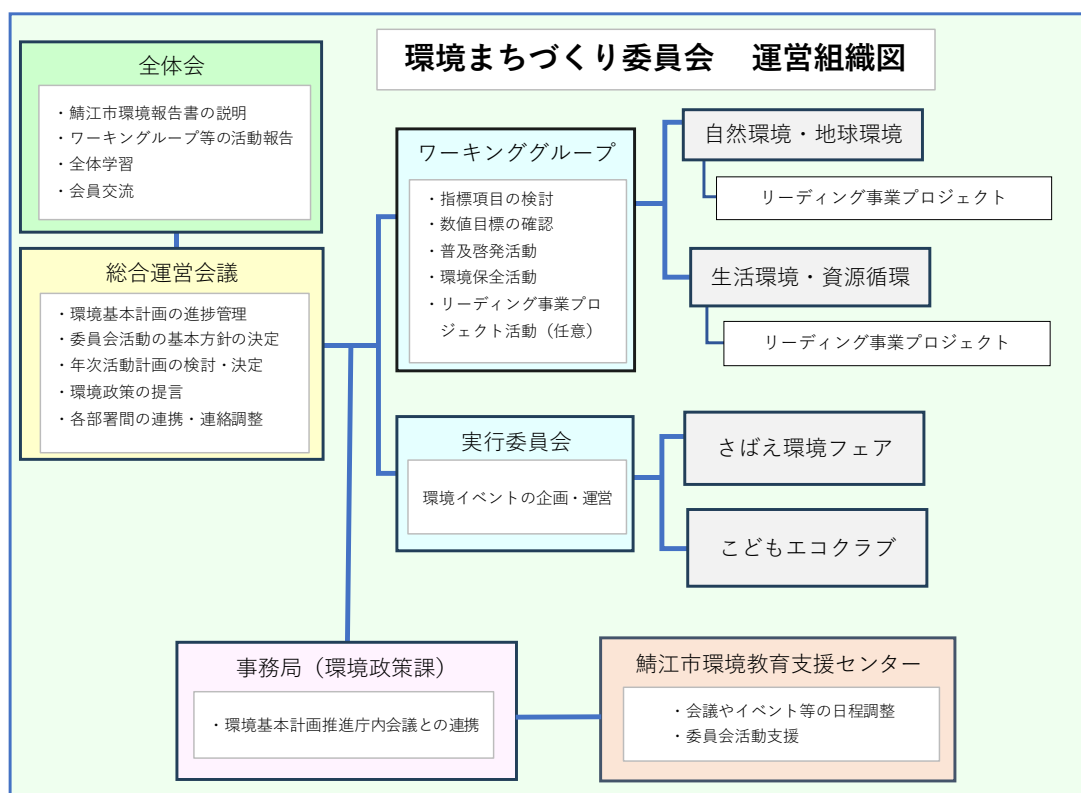 環境まちづくり委員会　運営組織図
全体会
・鯖江市環境報告書の説明
・ワーキングループ等の活動報告
・全体学習
・会員交流
総合運営会議
・環境基本計画の進捗管理
・委員会活動の基本方針の決定
・年次活動計画の検討・決定
・環境政策の提言
・各部署間の連携・連絡調整
ワーキンググループ
・指標項目の検討
・数値目標の確認
・普及啓発活動
・環境保全活動
・リーディング事業プロ
ジェクト活動（任意）
自然環境・地球環境
リーディング事業プロジェクト
生活環境・資源循環
リーディング事業プロジェクト
実行委員会
環境イベントの企画・運営
さばえ環境フェア
こどもエコクラブ
事務局（環境政策課）
・環境基本計画推進庁内会議との連携
鯖江市環境教育支援センター
・会議やイベント等の日程調整
・委員会活動支援